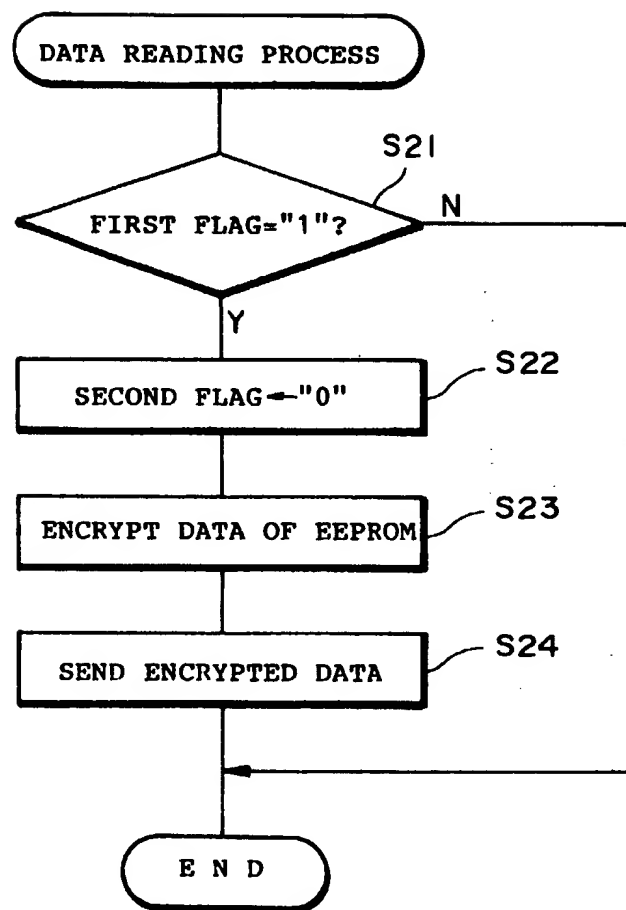 DATA READING PROCESS
S21
FIRST FLAG="1"?
N
Y
S22
SECOND FLAG←"0"
S23
ENCRYPT DATA OF EEPROM
S24
SEND ENCRYPTED DATA
E N D